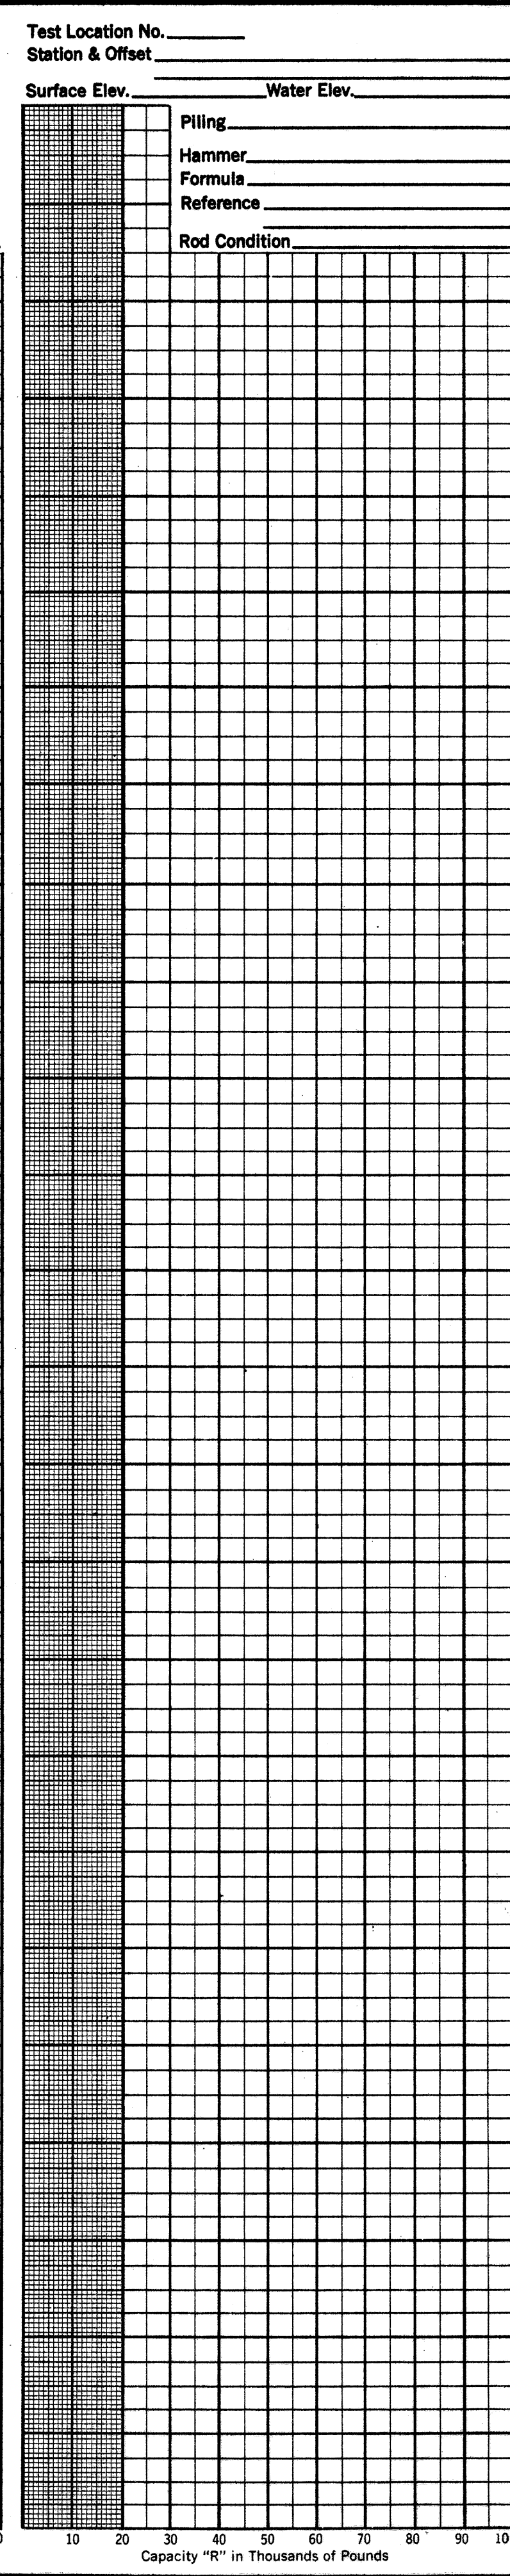 Test Location No.
Station & Offset
Surface Elev. Water Elev.
Piling
Hammer
Formula
Reference
Rod Condition
10 20 30 40 50 60 70 80 90
Capacity "R" in Thousands of Pounds